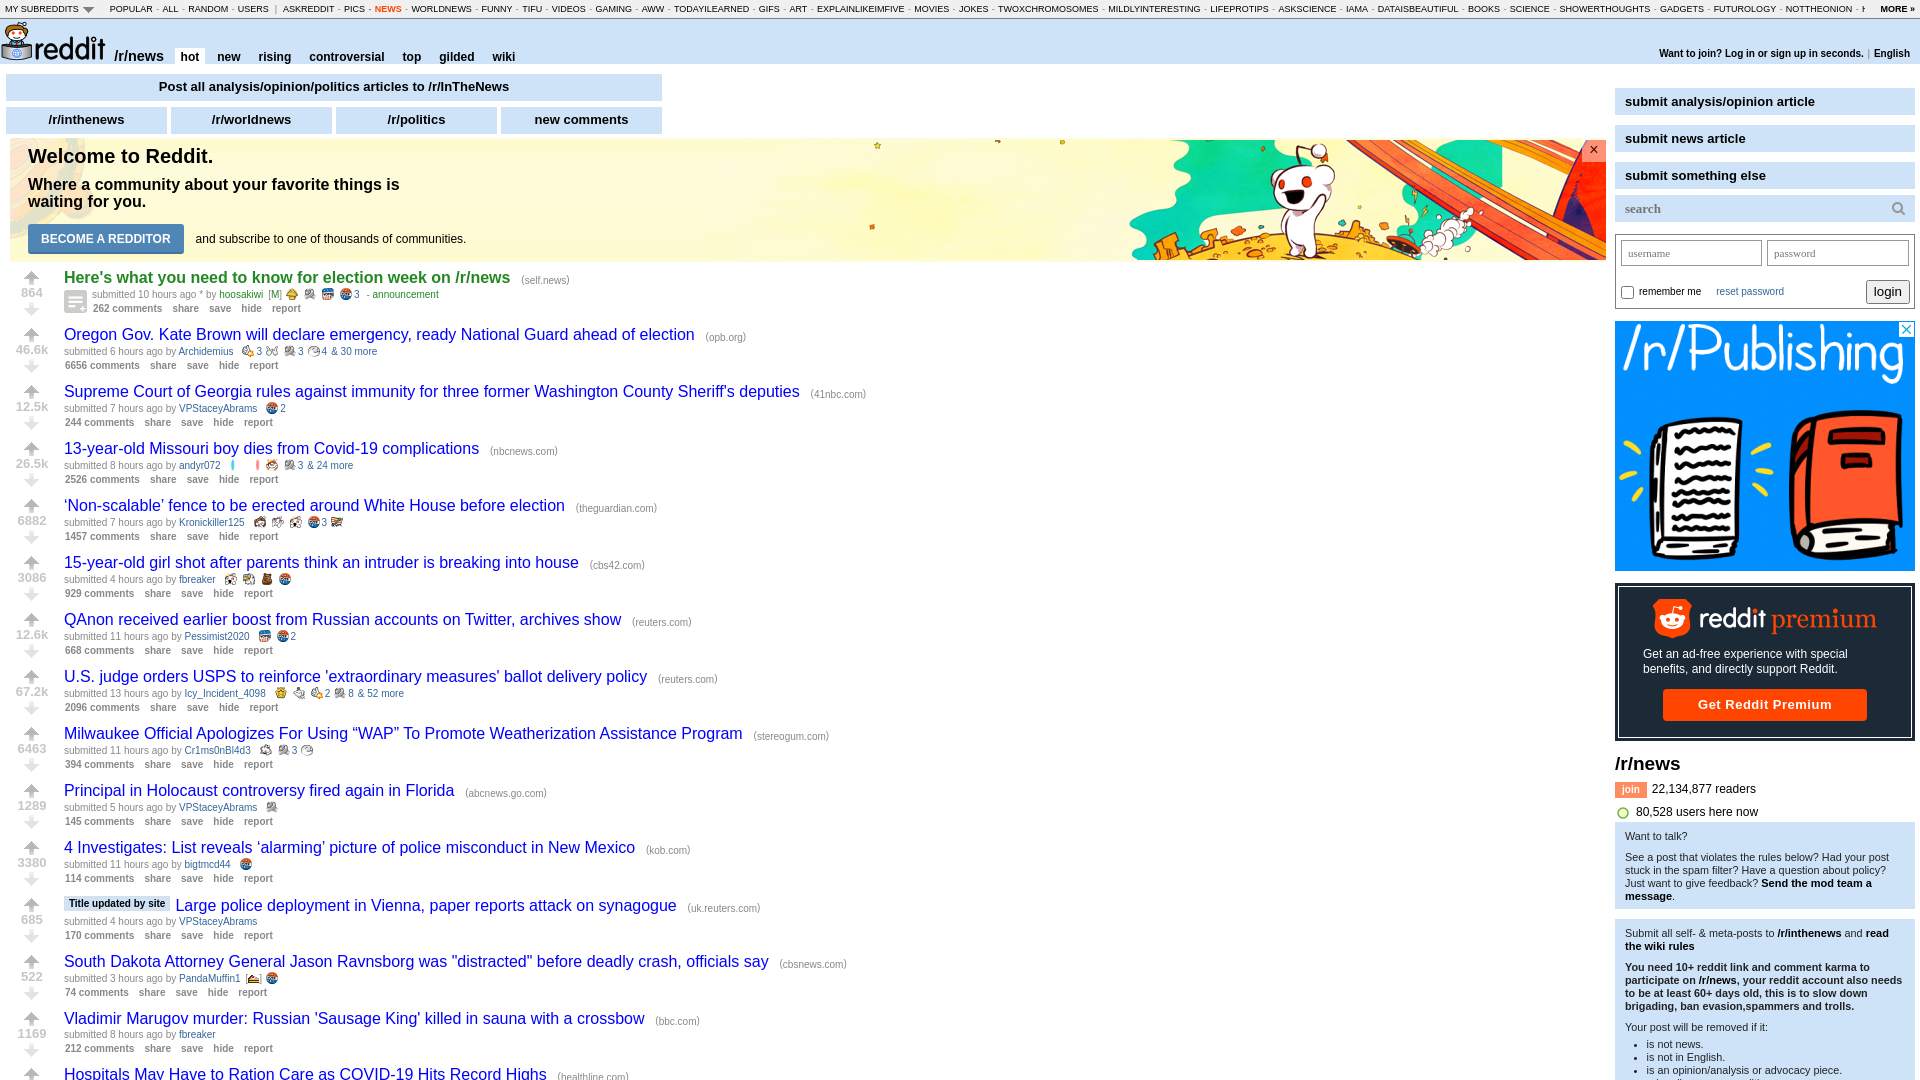 MY SUBREDDITS POPULAR - ALL - RANDOM - USERS | ASKREDDIT - PICS - NEWS - WORLDNEWS - FUNNY - TIFU - VIDEOS - GAMING - AWW - TODAYILEARNED - GIFS - ART - EXPLAINLIKEIMFIVE - MOVIES - JOKES - TWOXCHROMOSOMES - MILDLYINTERESTING - LIFEPROTIPS - ASKSCIENCE - IAMA - DATAISBEAUTIFUL - BOOKS - SCIENCE - SHOWERTHOUGHTS - GADGETS - FUTUROLOGY - NOTTHEONION - MORE »
reddit /r/news hot new rising controversial top gilded wiki
Want to join? Log in or sign up in seconds. | English
Post all analysis/opinion/politics articles to /r/InTheNews
/r/inthenews /r/worldnews /r/politics new comments
Welcome to Reddit.
Where a community about your favorite things is
waiting for you.
BECOME A REDDITOR and subscribe to one of thousands of communities.
×
864
Here's what you need to know for election week on /r/news (self.news)
submitted 10 hours ago * by hoosakiwi [M] 3 - announcement
262 comments share save hide report
46.6k
Oregon Gov. Kate Brown will declare emergency, ready National Guard ahead of election (opb.org)
submitted 6 hours ago by Archidemius 3 3 4 & 30 more
6656 comments share save hide report
12.5k
Supreme Court of Georgia rules against immunity for three former Washington County Sheriff's deputies (41nbc.com)
submitted 7 hours ago by VPStaceyAbrams 2
244 comments share save hide report
26.5k
13-year-old Missouri boy dies from Covid-19 complications (nbcnews.com)
submitted 8 hours ago by andyr072 3 & 24 more
2526 comments share save hide report
6882
‘Non-scalable’ fence to be erected around White House before election (theguardian.com)
submitted 7 hours ago by Kronickiller125 3
1457 comments share save hide report
3086
15-year-old girl shot after parents think an intruder is breaking into house (cbs42.com)
submitted 4 hours ago by fbreaker
929 comments share save hide report
12.6k
QAnon received earlier boost from Russian accounts on Twitter, archives show (reuters.com)
submitted 11 hours ago by Pessimist2020 2
668 comments share save hide report
67.2k
U.S. judge orders USPS to reinforce 'extraordinary measures' ballot delivery policy (reuters.com)
submitted 13 hours ago by Icy_Incident_4098 2 8 & 52 more
2096 comments share save hide report
6463
Milwaukee Official Apologizes For Using “WAP” To Promote Weatherization Assistance Program (stereogum.com)
submitted 11 hours ago by Cr1ms0nBl4d3 3
394 comments share save hide report
1289
Principal in Holocaust controversy fired again in Florida (abcnews.go.com)
submitted 5 hours ago by VPStaceyAbrams
145 comments share save hide report
3380
4 Investigates: List reveals ‘alarming’ picture of police misconduct in New Mexico (kob.com)
submitted 11 hours ago by bigtmcd44
114 comments share save hide report
685
Title updated by site Large police deployment in Vienna, paper reports attack on synagogue (uk.reuters.com)
submitted 4 hours ago by VPStaceyAbrams
170 comments share save hide report
522
South Dakota Attorney General Jason Ravnsborg was "distracted" before deadly crash, officials say (cbsnews.com)
submitted 3 hours ago by PandaMuffin1
74 comments share save hide report
1169
Vladimir Marugov murder: Russian 'Sausage King' killed in sauna with a crossbow (bbc.com)
submitted 8 hours ago by fbreaker
212 comments share save hide report
Hospitals May Have to Ration Care as COVID-19 Hits Record Highs (healthline.com)
submit analysis/opinion article
submit news article
submit something else
search
username password
remember me reset password login
/r/Publishing
reddit premium
Get an ad-free experience with special
benefits, and directly support Reddit.
Get Reddit Premium
/r/news
join 22,134,877 readers
80,528 users here now
Want to talk?
See a post that violates the rules below? Had your post
stuck in the spam filter? Have a question about policy?
Just want to give feedback? Send the mod team a
message.
Submit all self- & meta-posts to /r/inthenews and read
the wiki rules
You need 10+ reddit link and comment karma to
participate on /r/news, your reddit account also needs
to be at least 60+ days old, this is to slow down
brigading, ban evasion,spammers and trolls.
Your post will be removed if it:
• is not news.
• is not in English.
• is an opinion/analysis or advocacy piece.